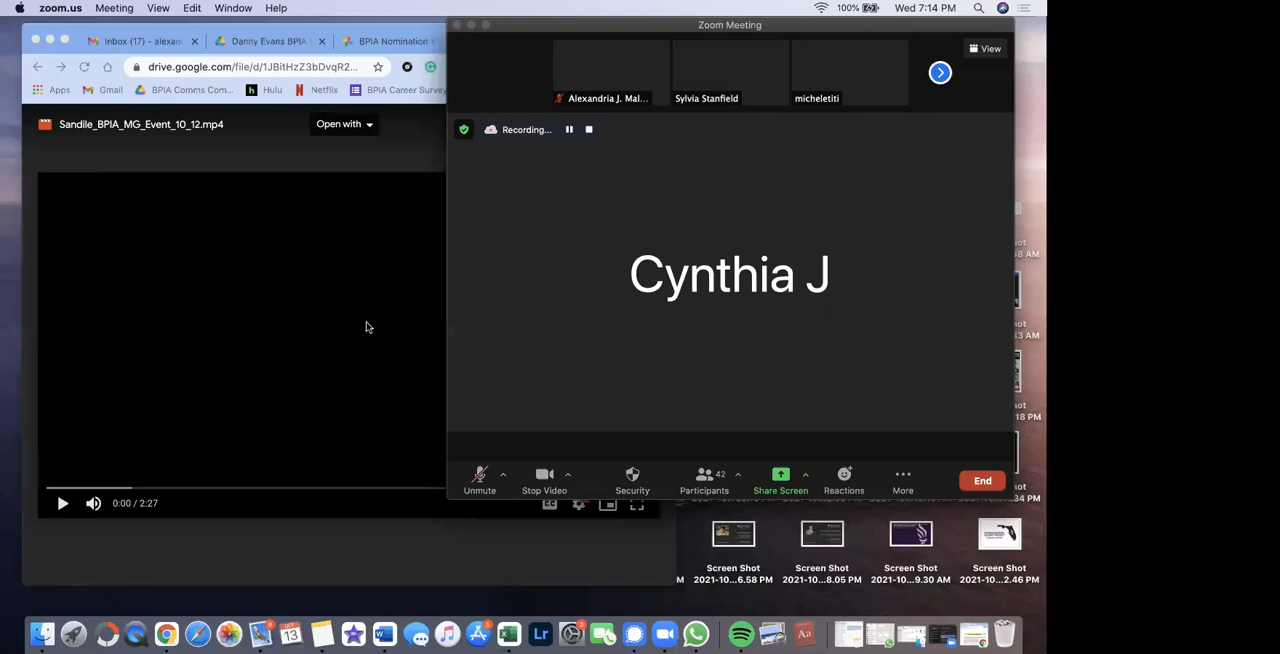 zoom.us Meeting View Edit Window Help 100% Wed 7:14 PM
Zoom Meeting
Inbox (17) - alexan Danny Evans BPIA BPIA Nomination
drive.google.com/file/d/1JBitHzZ3bDvqR2...
Apps Gmail BPIA Comms Com... Hulu Netflix BPIA Career Survey
View
Alexandria J. Mal... Sylvia Stanfield micheletiti
Sandile_BPIA_MG_Event_10_12.mp4 Open with
Recording...
Cynthia J
Unmute Stop Video Security 42 Participants Share Screen Reactions More End
0:00 / 2:27
Screen Shot Screen Shot Screen Shot Screen Shot
2021-10...6.58 PM 2021-10...8.05 PM 2021-10...9.30 AM 2021-10...2.46 PM
13
Lr
Aa